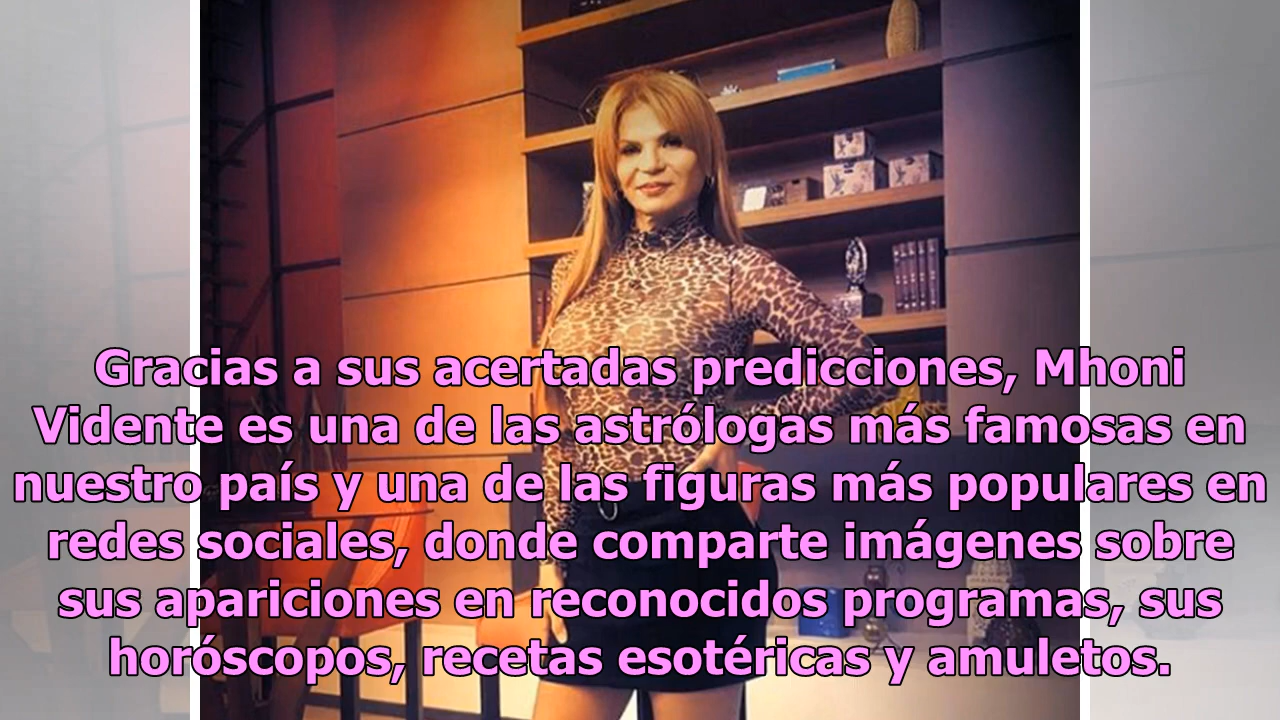 Gracias a sus acertadas predicciones, Mhoni
Vidente es una de las astrólogas más famosas en
nuestro país y una de las figuras más populares en
redes sociales, donde comparte imágenes sobre
sus apariciones en reconocidos programas, sus
horóscopos, recetas esotéricas y amuletos.